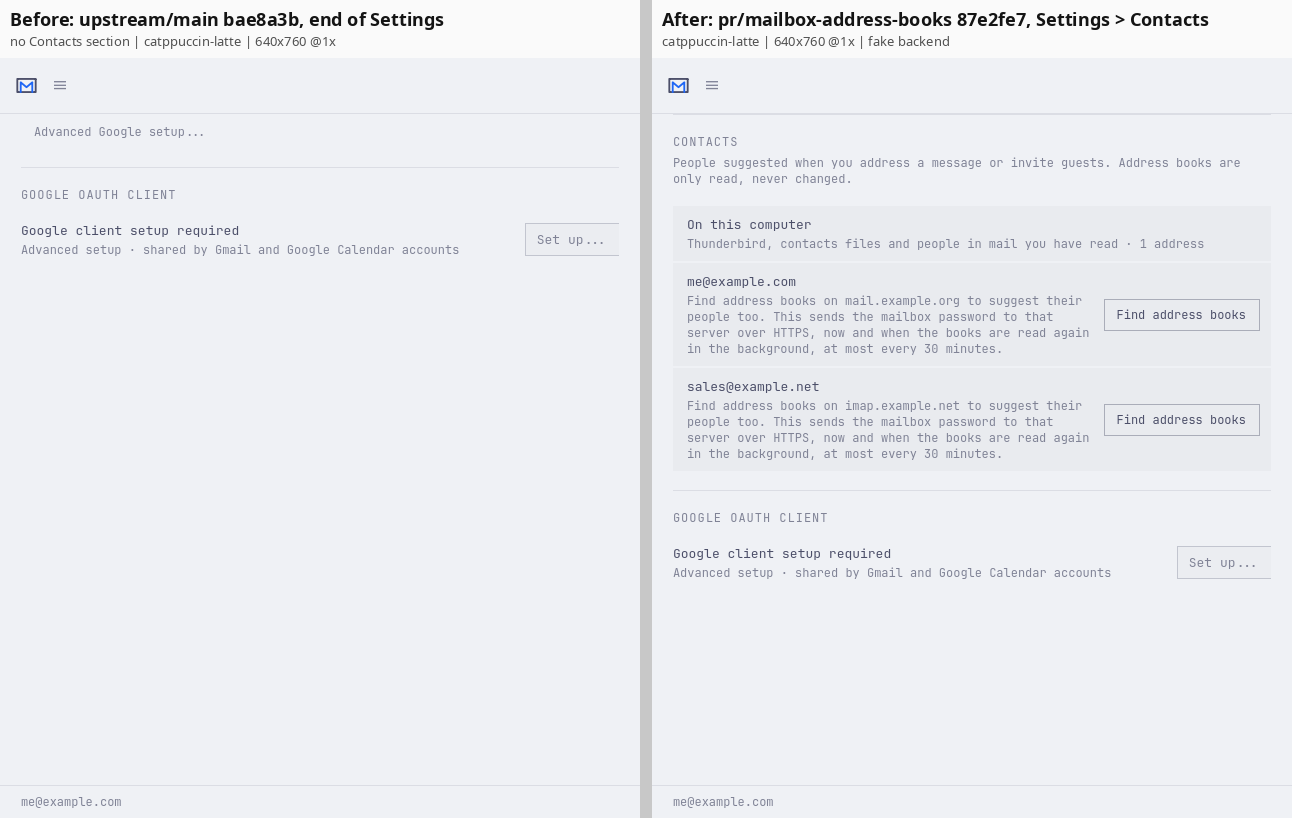 Before: upstream/main bae8a3b, end of Settings
no Contacts section | catppuccin-latte | 640x760 @1x
Advanced Google setup...
GOOGLE OAUTH CLIENT
Google client setup required
Advanced setup · shared by Gmail and Google Calendar accounts
Set up...
me@example.com
After: pr/mailbox-address-books 87e2fe7, Settings > Contacts
catppuccin-latte | 640x760 @1x | fake backend
CONTACTS
People suggested when you address a message or invite guests. Address books are
only read, never changed.
On this computer
Thunderbird, contacts files and people in mail you have read · 1 address
me@example.com
Find address books on mail.example.org to suggest their
people too. This sends the mailbox password to that
server over HTTPS, now and when the books are read again
in the background, at most every 30 minutes.
Find address books
sales@example.net
Find address books on imap.example.net to suggest their
people too. This sends the mailbox password to that
server over HTTPS, now and when the books are read again
in the background, at most every 30 minutes.
Find address books
GOOGLE OAUTH CLIENT
Google client setup required
Advanced setup · shared by Gmail and Google Calendar accounts
Set up...
me@example.com